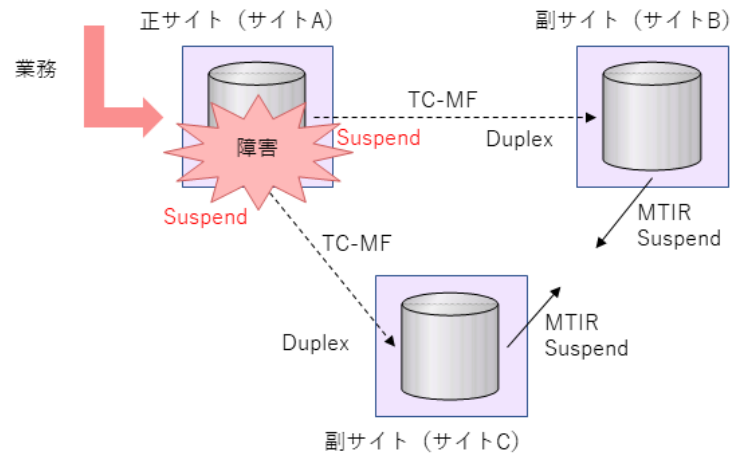 正サイト（サイトA）
副サイト（サイトB）
業務
TC-MF
障害
Suspend
Duplex
Suspend
MTIR
Suspend
TC-MF
Duplex
MTIR
Suspend
副サイト（サイトC）